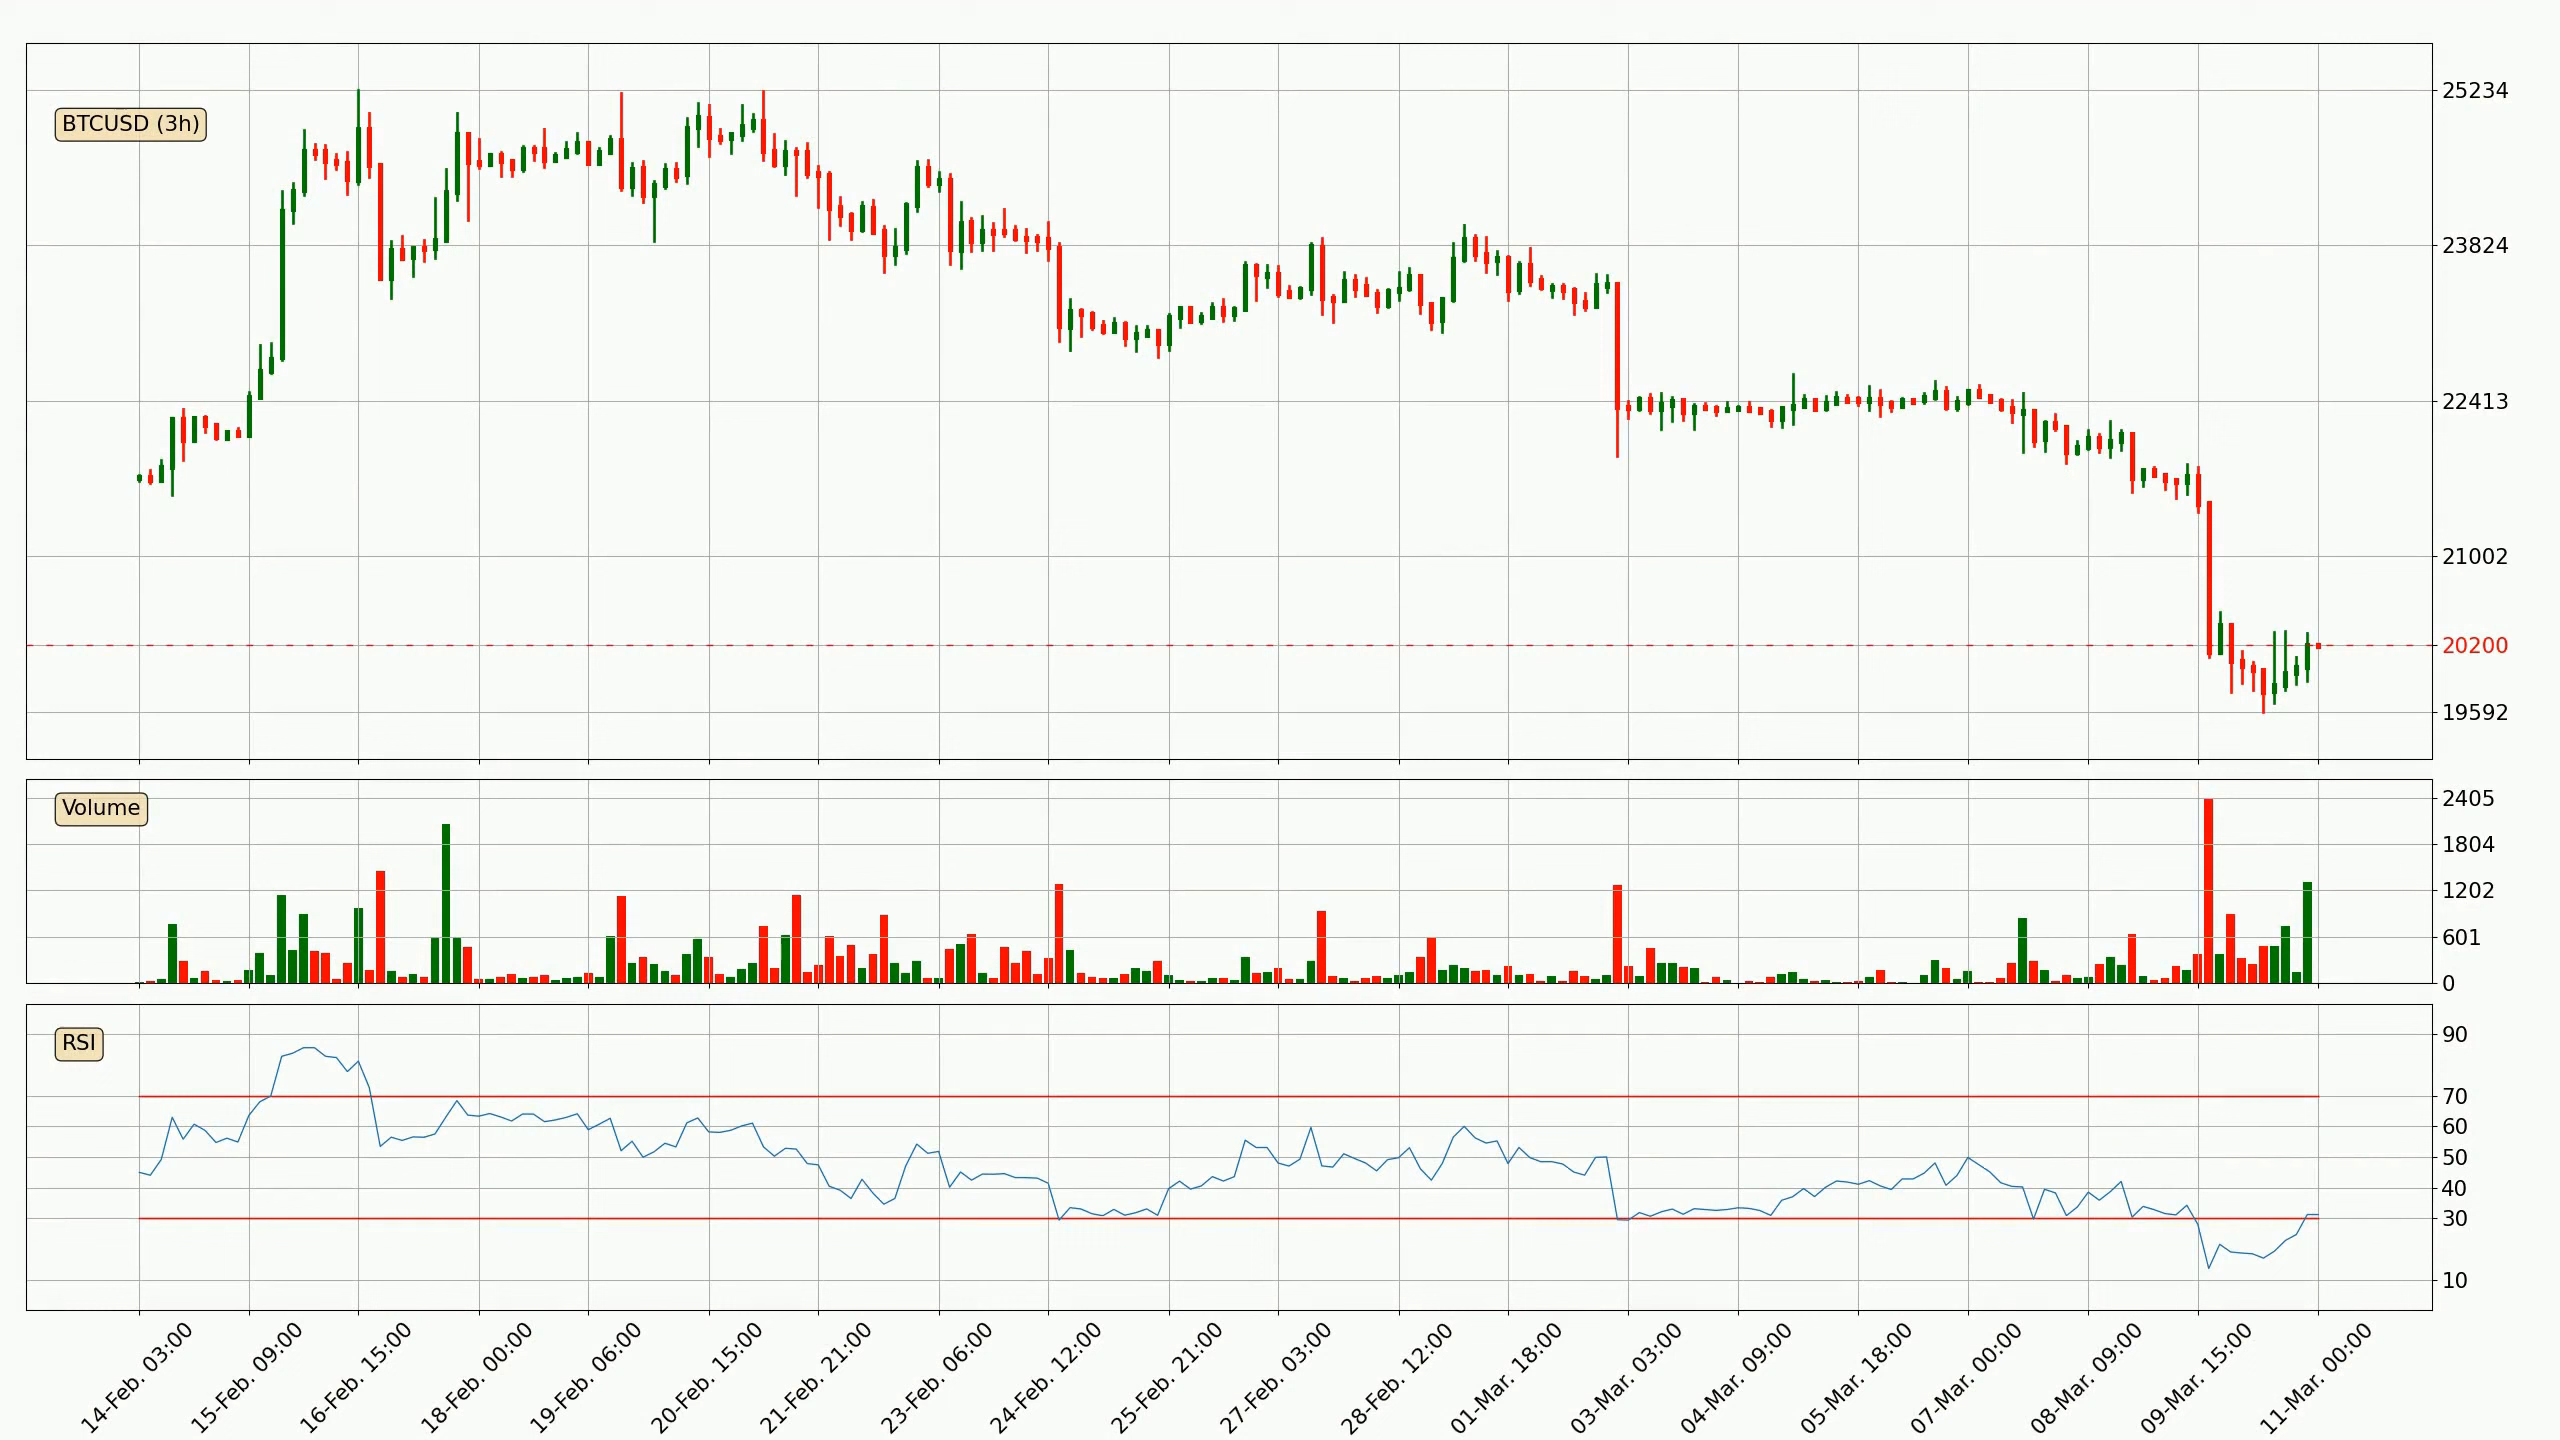 BTCUSD (3h)
25234
23824
22413
21002
20200
19592
Volume
2405
1804
1202
601
0
RSI
90
70
60
50
40
30
10
14-Feb. 03:00
15-Feb. 09:00
16-Feb. 15:00
18-Feb. 00:00
19-Feb. 06:00
20-Feb. 15:00
21-Feb. 21:00
23-Feb. 06:00
24-Feb. 12:00
25-Feb. 21:00
27-Feb. 03:00
28-Feb. 12:00
01-Mar. 18:00
03-Mar. 03:00
04-Mar. 09:00
05-Mar. 18:00
07-Mar. 00:00
08-Mar. 09:00
09-Mar. 15:00
11-Mar. 00:00